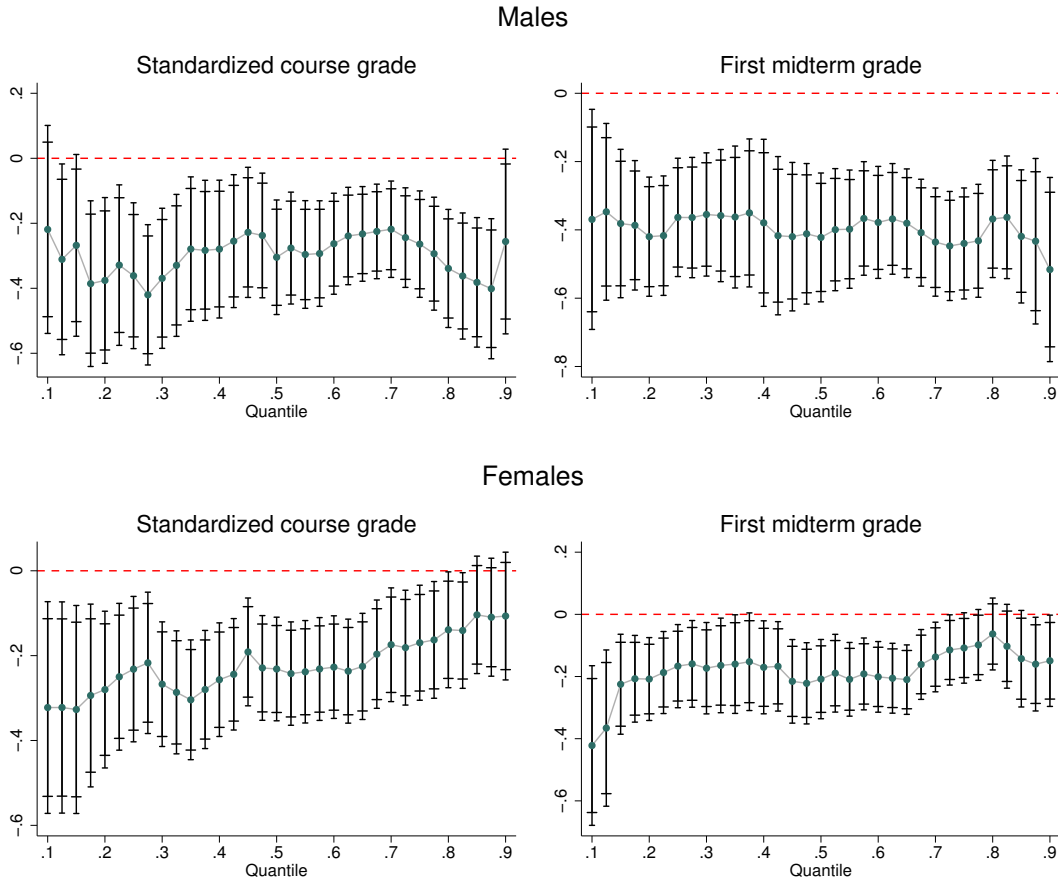 Males
Standardized course grade
First midterm grade
.2
0
-.2
-.4
-.6
.1 .2 .3 .4 .5 .6 .7 .8 .9
Quantile
0
-.2
-.4
-.6
-.8
.1 .2 .3 .4 .5 .6 .7 .8 .9
Quantile
Females
Standardized course grade
First midterm grade
0
-.2
-.4
-.6
.1 .2 .3 .4 .5 .6 .7 .8 .9
Quantile
.2
0
-.2
-.4
-.6
.1 .2 .3 .4 .5 .6 .7 .8 .9
Quantile